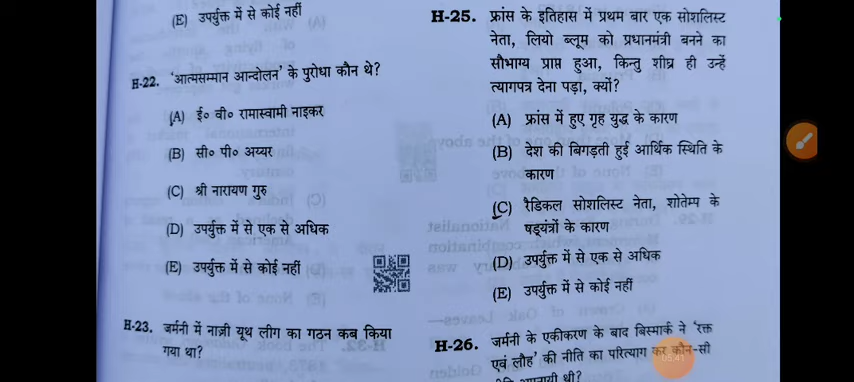 (E) उपर्युक्त में से कोई नहीं
H-22. 'आत्मसम्मान आन्दोलन' के पुरोधा कौन थे?
(A) ई० वी० रामास्वामी नाइकर
(B) सी० पी० अय्यर
(C) श्री नारायण गुरु
(D) उपर्युक्त में से एक से अधिक
(E) उपर्युक्त में से कोई नहीं
H-23. जर्मनी में नाज़ी यूथ लीग का गठन कब किया
गया था?
H-25. फ्रांस के इतिहास में प्रथम बार एक सोशलिस्ट
नेता, लियो ब्लूम को प्रधानमंत्री बनने का
सौभाग्य प्राप्त हुआ, किन्तु शीघ्र ही उन्हें
त्यागपत्र देना पड़ा, क्यों?
(A) फ्रांस में हुए गृह युद्ध के कारण
(B) देश की बिगड़ती हुई आर्थिक स्थिति के
कारण
(C) रैडिकल सोशलिस्ट नेता, शोतेम्प के
षड्यंत्रों के कारण
(D) उपर्युक्त में से एक से अधिक
(E) उपर्युक्त में से कोई नहीं
H-26. जर्मनी के एकीकरण के बाद बिस्मार्क ने 'रक्त
एवं लौह' की नीति का परित्याग कर कौन-सी
थी?
05:41